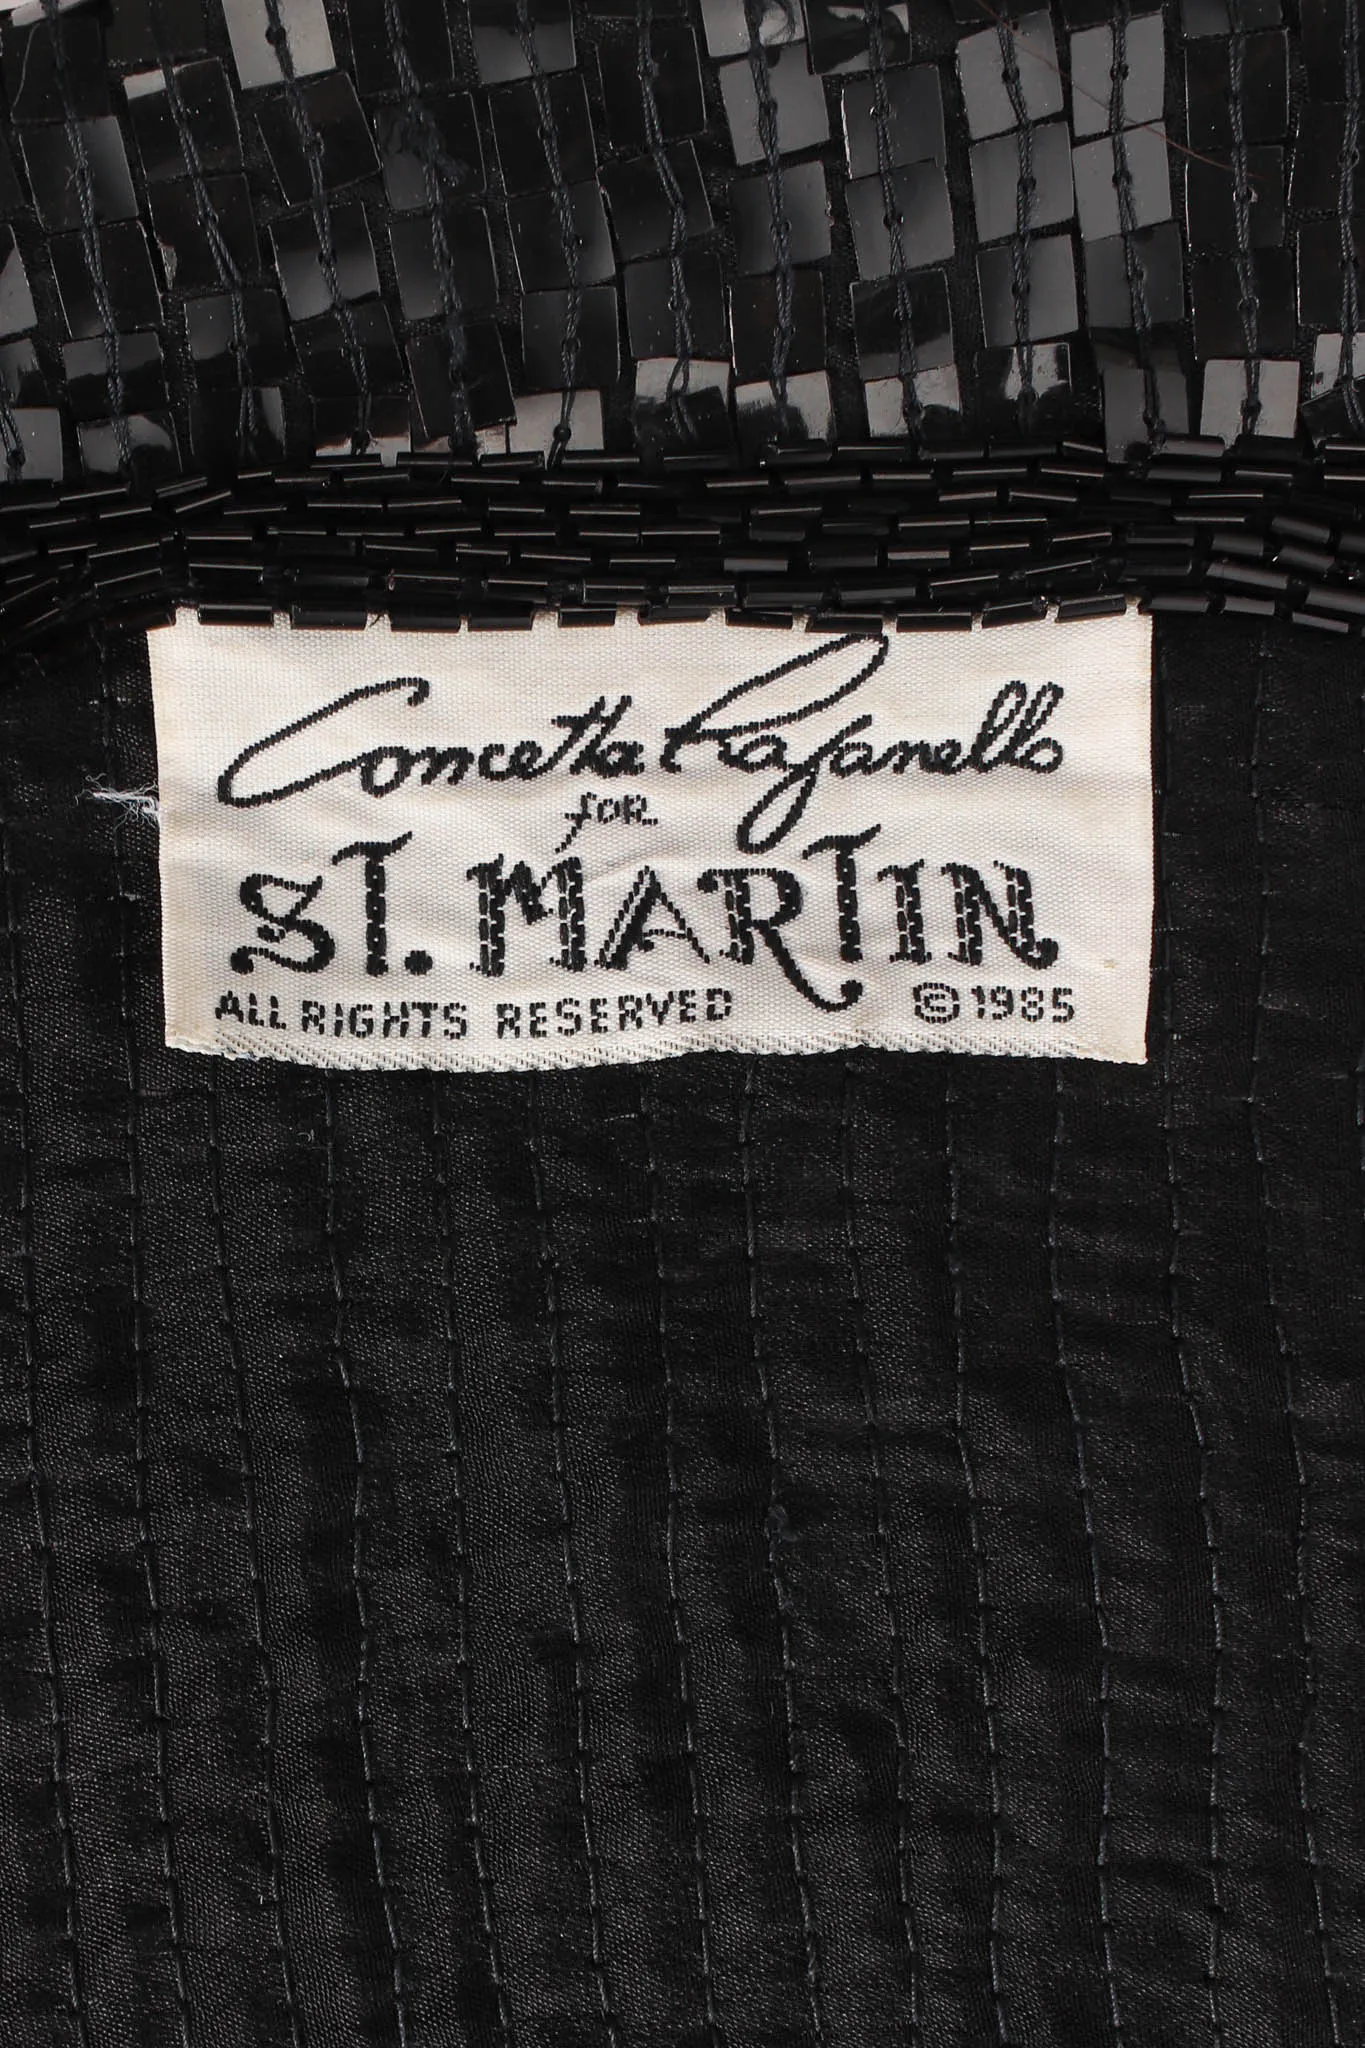 Concetta Rafanello
for
ST. MARTIN
ALL RIGHTS RESERVED © 1985